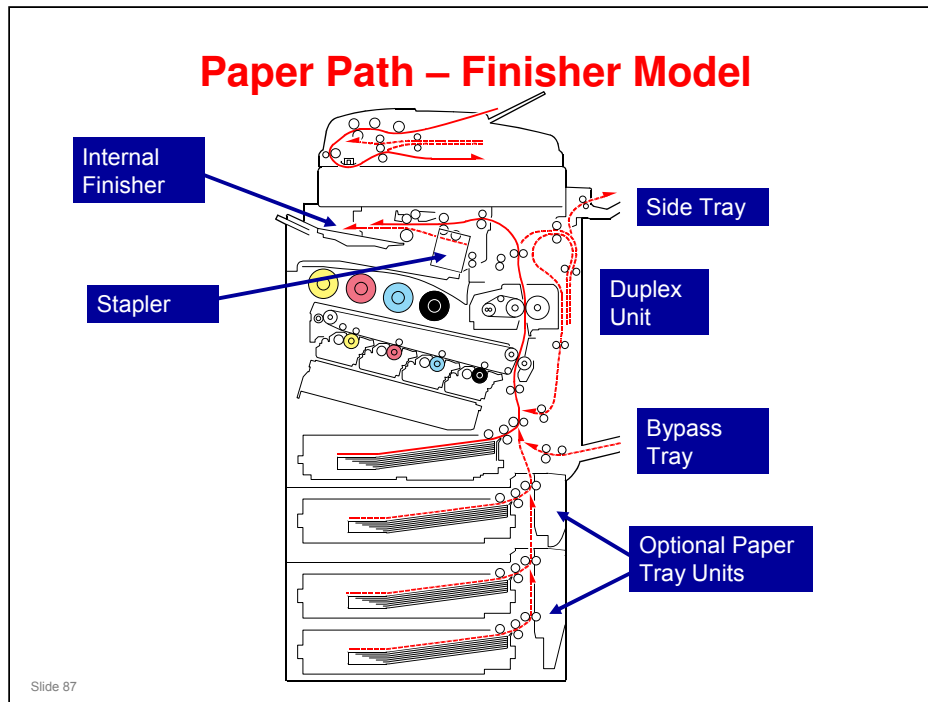 Paper Path – Finisher Model
Internal
Finisher
Side Tray
Stapler
Duplex
Unit
Bypass
Tray
Optional Paper
Tray Units
Slide 87